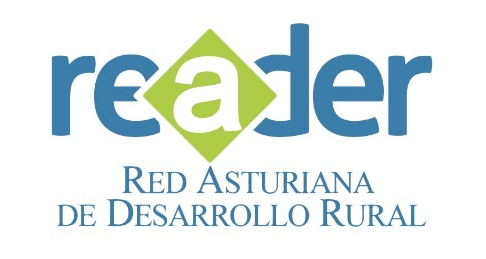 reader
RED ASTURIANA
DE DESARROLLO RURAL